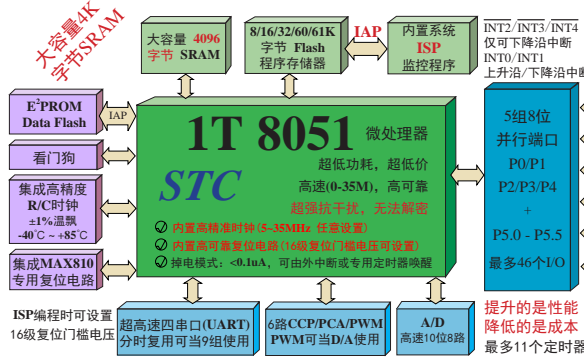 大容量4K
字节SRAM
大容量 4096
字节 SRAM
8/16/32/60/61K
字节 Flash
程序存储器
IAP
内置系统
ISP
监控程序
INT2/INT3/INT4
仅可下降沿中断
INT0/INT1
上升沿/下降沿中断
E²PROM
Data Flash
IAP
看门狗
集成高精度
R/C时钟
±1%温飘
-40℃ ~ +85℃
集成MAX810
专用复位电路
1T 8051 微处理器
STC
超低功耗，超低价
高速(0-35M)，高可靠
超强抗干扰，无法解密
内置高精准时钟(5~35MHz 任意设置)
内置高可靠复位电路(16级复位门槛电压可设置)
掉电模式：<0.1uA，可由外中断或专用定时器唤醒
5组8位
并行端口
P0/P1
P2/P3/P4
+
P5.0 - P5.5
最多46个I/O
ISP编程时可设置
16级复位门槛电压
超高速四串口(UART)
分时复用可当9组使用
6路CCP/PCA/PWM
PWM可当D/A使用
A/D
高速10位8路
提升的是性能
降低的是成本
最多11个定时器